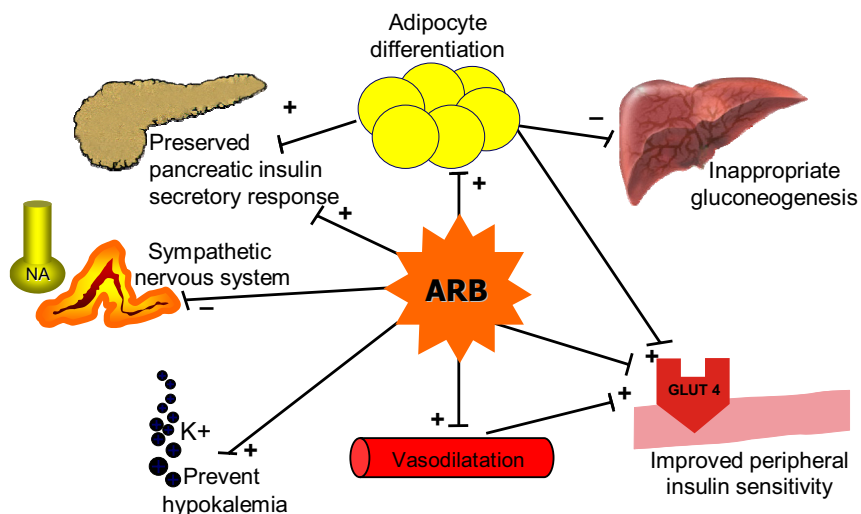 Adipocyte
differentiation
+
–
Preserved
pancreatic insulin
secretory response
Inappropriate
gluconeogenesis
+
+
NA
Sympathetic
nervous system
–
ARB
+
GLUT 4
+
+
K+
+
Prevent
hypokalemia
Vasodilatation
Improved peripheral
insulin sensitivity